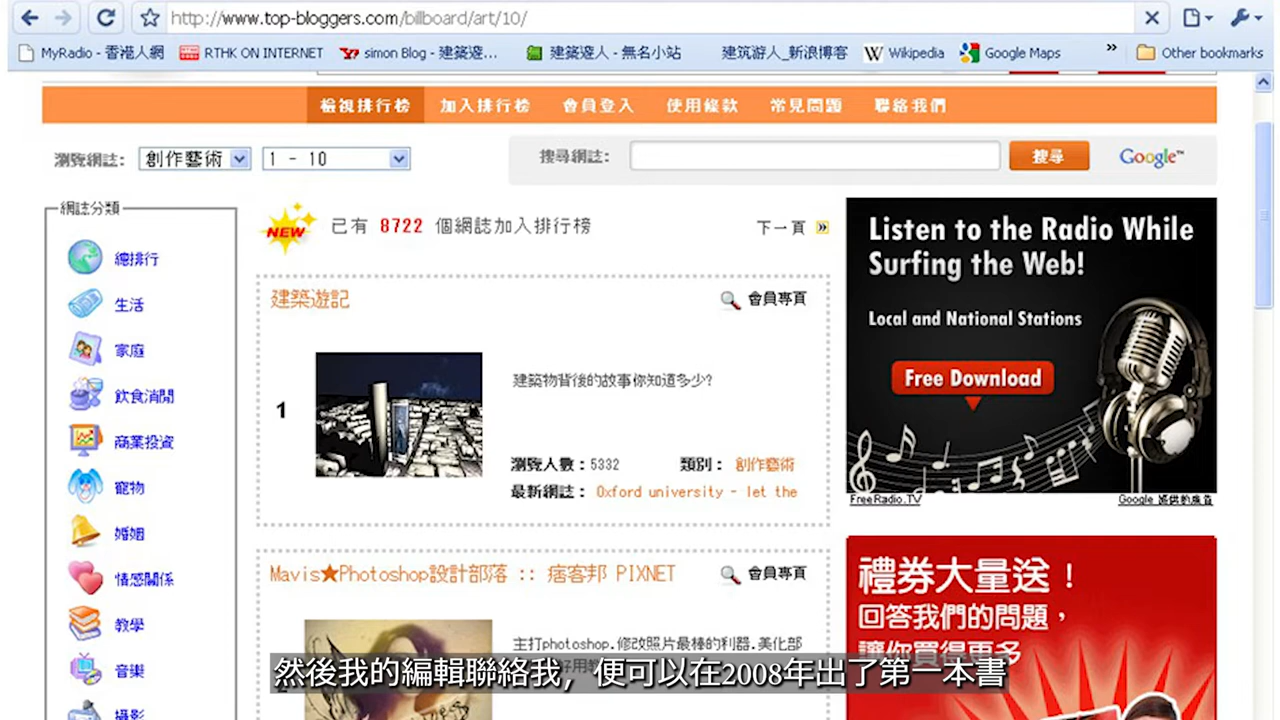 http://www.top-bloggers.com/billboard/art/10/
MyRadio - 香港人網
RTHK ON INTERNET
simon Blog - 建築遊...
建築遊人 - 無名小站
建筑游人_新浪博客
Wikipedia
Google Maps
Other bookmarks
檢視排行榜 加入排行榜 會員登入 使用條款 常見問題 聯絡我們
瀏覽網誌: 創作藝術 1 - 10
搜尋網誌: 搜尋 Google™
網誌分類
總排行
生活
家庭
飲食消閒
商業投資
寵物
婚姻
情感關係
教學
音樂
攝影
NEW 已有 8722 個網誌加入排行榜 下一頁
建築遊記 會員專頁
1
建築物背後的故事你知道多少?
瀏覽人數:5332 類別: 創作藝術
最新網誌: Oxford university - let the
Mavis★Photoshop設計部落 :: 痞客邦 PIXNET 會員專頁
主打photoshop.修改照片最棒的利器.美化部
Listen to the Radio While
Surfing the Web!
Local and National Stations
Free Download
FreeRadio.TV
Google 提供的廣告
禮券大量送！
回答我們的問題，
讓你買得更多
然後我的編輯聯絡我，便可以在2008年出了第一本書